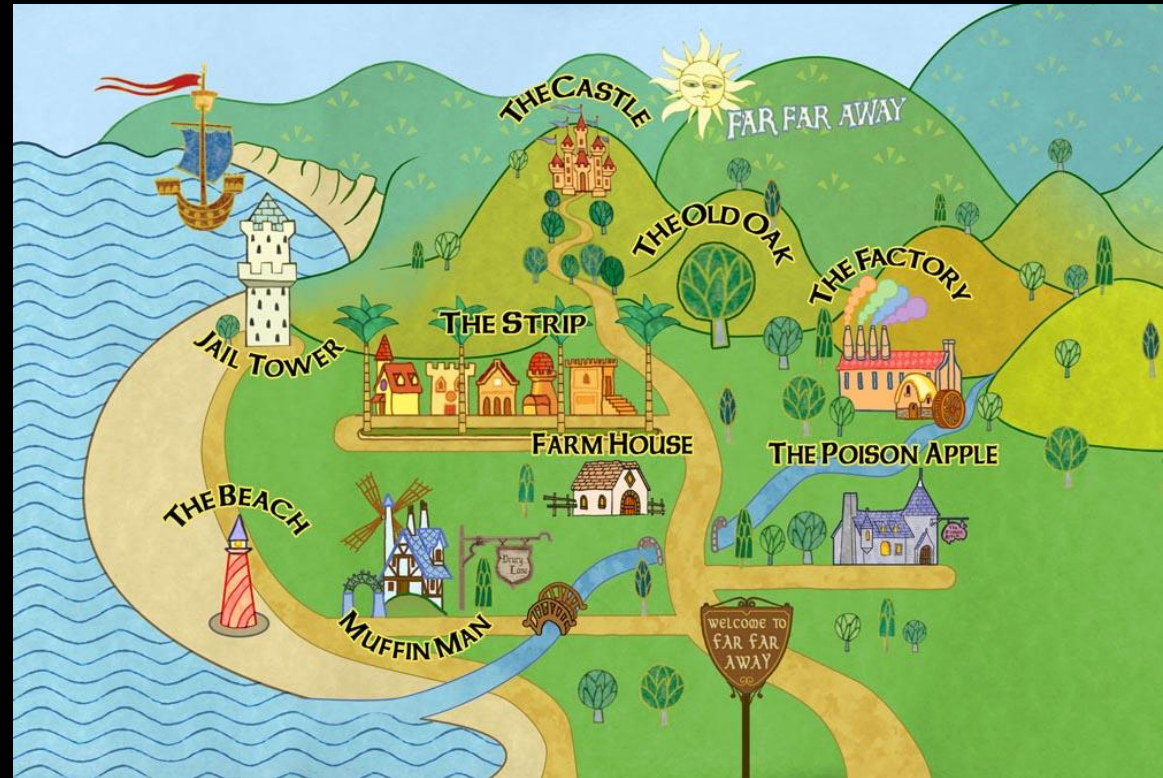 THE CASTLE
FAR FAR AWAY
THE OLD OAK
THE FACTORY
THE STRIP
JAIL TOWER
FARM HOUSE
THE POISON APPLE
THE BEACH
Drury
Lane
MUFFIN MAN
WELCOME TO
FAR FAR
AWAY